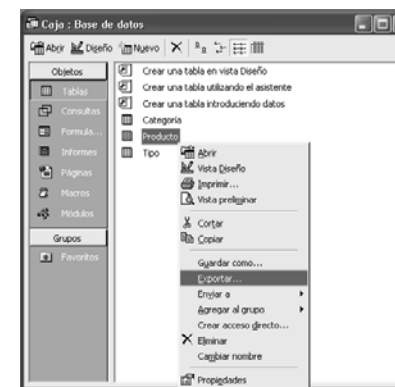 Caja : Base de datos
Abrir Diseño Nuevo
Objetos
Tablas
Consultas
Formula...
Informes
Páginas
Macros
Módulos
Grupos
Favoritos
Crear una tabla en vista Diseño
Crear una tabla utilizando el asistente
Crear una tabla introduciendo datos
Categoria
Producto
Tipo
Abrir
Vista Diseño
Imprimir...
Vista preliminar
Cortar
Copiar
Guardar como...
Exportar...
Enviar a
Agregar al grupo
Crear acceso directo...
Eliminar
Cambiar nombre
Propiedades